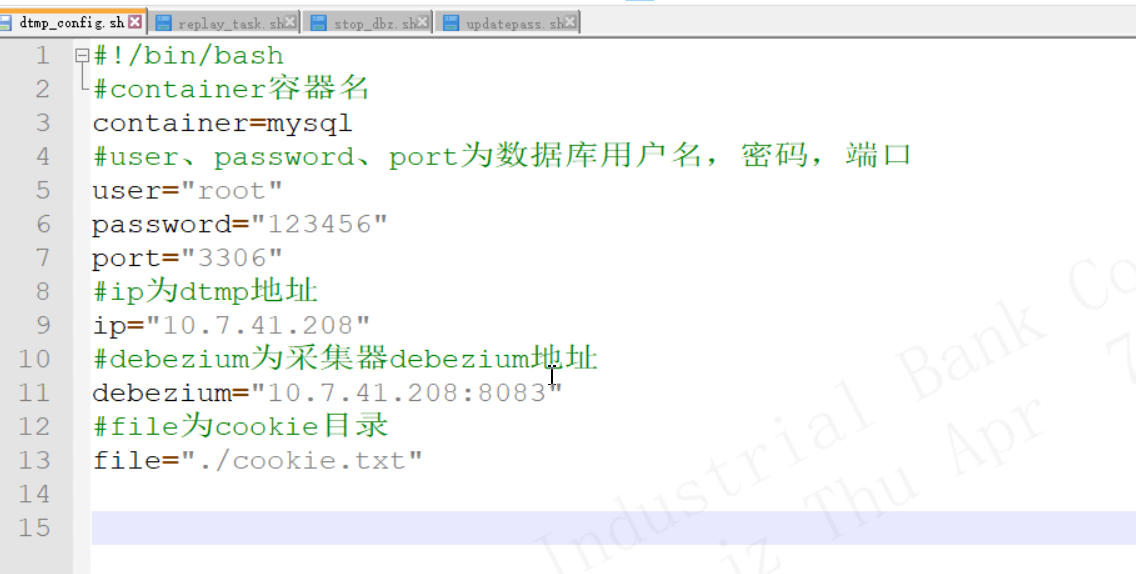 dtmp_config.sh replay_task.sh stop_dbz.sh updatepass.sh
1 #!/bin/bash
2 #container容器名
3 container=mysql
4 #user、password、port为数据库用户名，密码，端口
5 user="root"
6 password="123456"
7 port="3306"
8 #ip为dtmp地址
9 ip="10.7.41.208"
10 #debezium为采集器debezium地址
11 debezium="10.7.41.208:8083"
12 #file为cookie目录
13 file="./cookie.txt"
14
15
Industrial Bank Co
iz Thu Apr 7